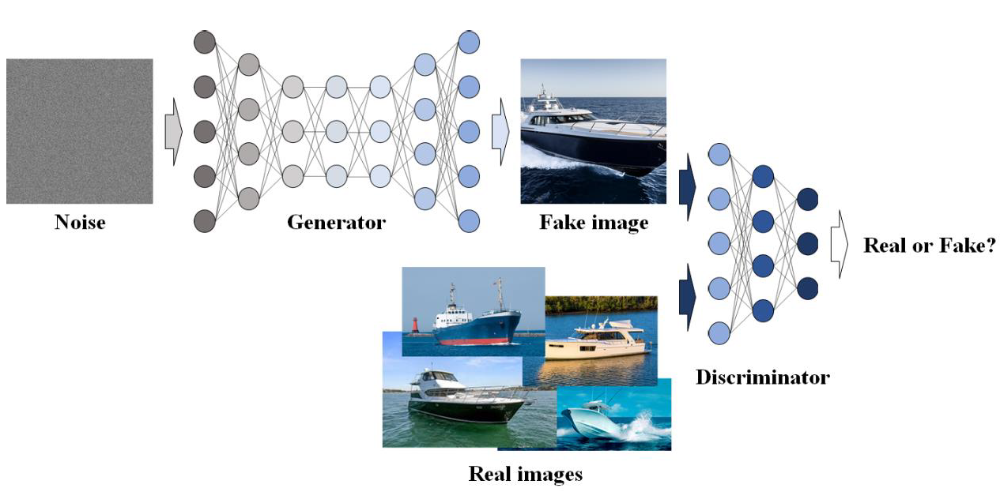 Noise
Generator
Fake image
Real or Fake?
Discriminator
Real images